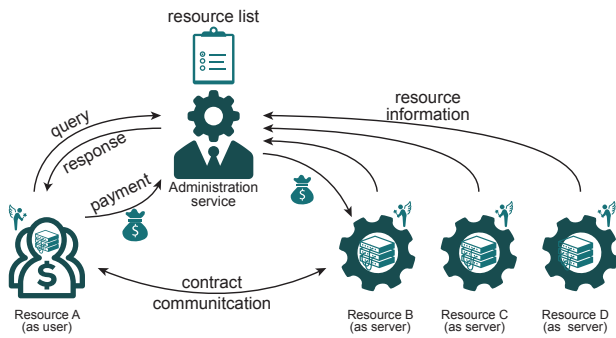 resource list
query
response
payment
Administration
service
resource
information
contract
communitcation
Resource A
(as user)
Resource B
(as server)
Resource C
(as server)
Resource D
(as server)